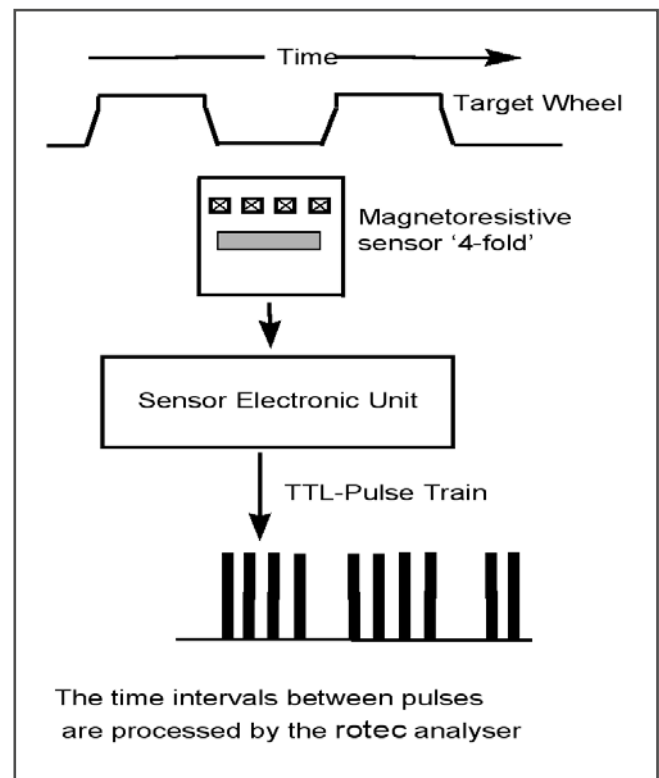 Time
Target Wheel
Magnetoresistive
sensor ‘4-fold’
Sensor Electronic Unit
TTL-Pulse Train
The time intervals between pulses
are processed by the rotec analyser